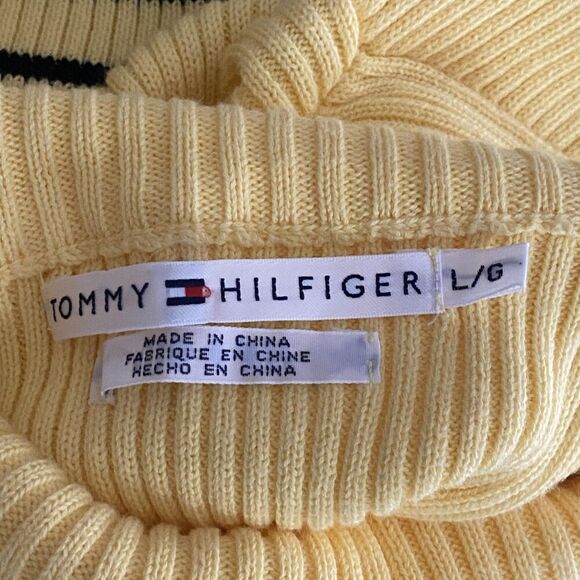 TOMMY HILFIGER L/G
MADE IN CHINA
FABRIQUE EN CHINE
HECHO EN CHINA